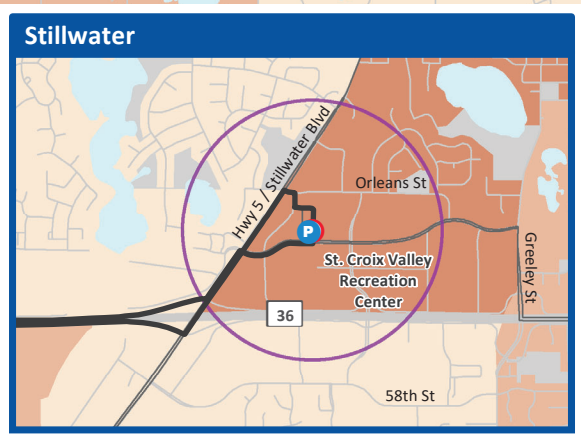 Stillwater
Hwy 5 / Stillwater Blvd
Orleans St
P
St. Croix Valley
Recreation
Center
Greeley St
36
58th St